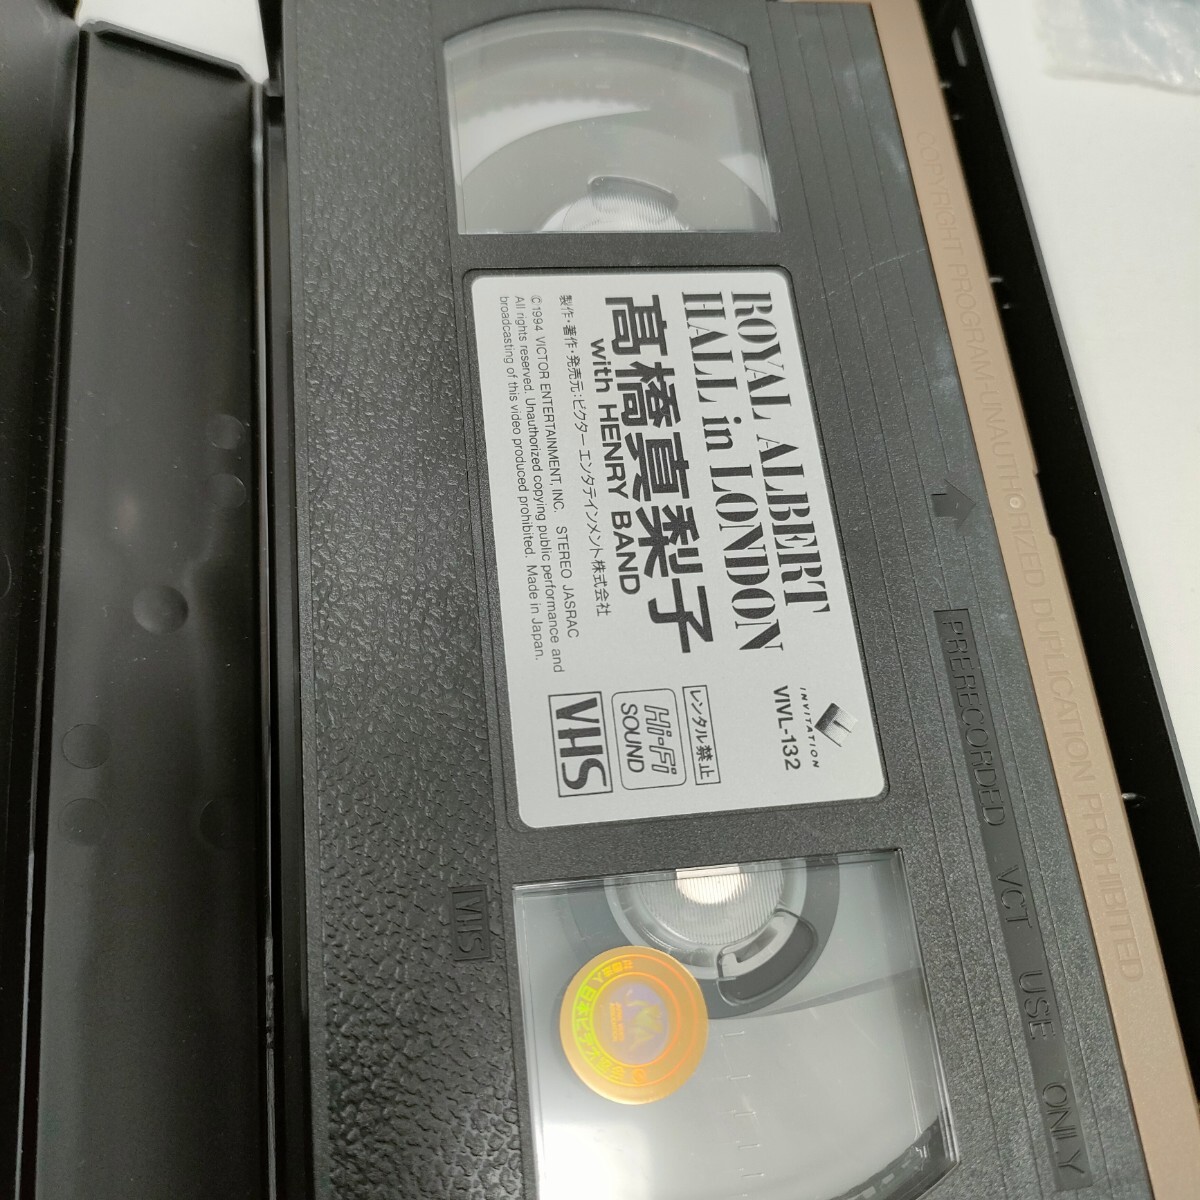 ROYAL ALBERT
HALL in LONDON
髙橋真梨子
with HENRY BAND
製作・著作・発売元:ビクターエンタテインメント株式会社
©1994 VICTOR ENTERTAINMENT, INC. STEREO JASRAC
All rights reserved. Unauthorized copying public performance and
broadcasting of this video produced prohibited. Made in Japan.
INVITATION
VIVL-132
レンタル禁止
Hi-Fi
SOUND
VHS
VHS
PRERECORDED VCT USE ONLY
COPYRIGHT PROGRAM-UNAUTHORIZED DUPLICATION PROHIBITED